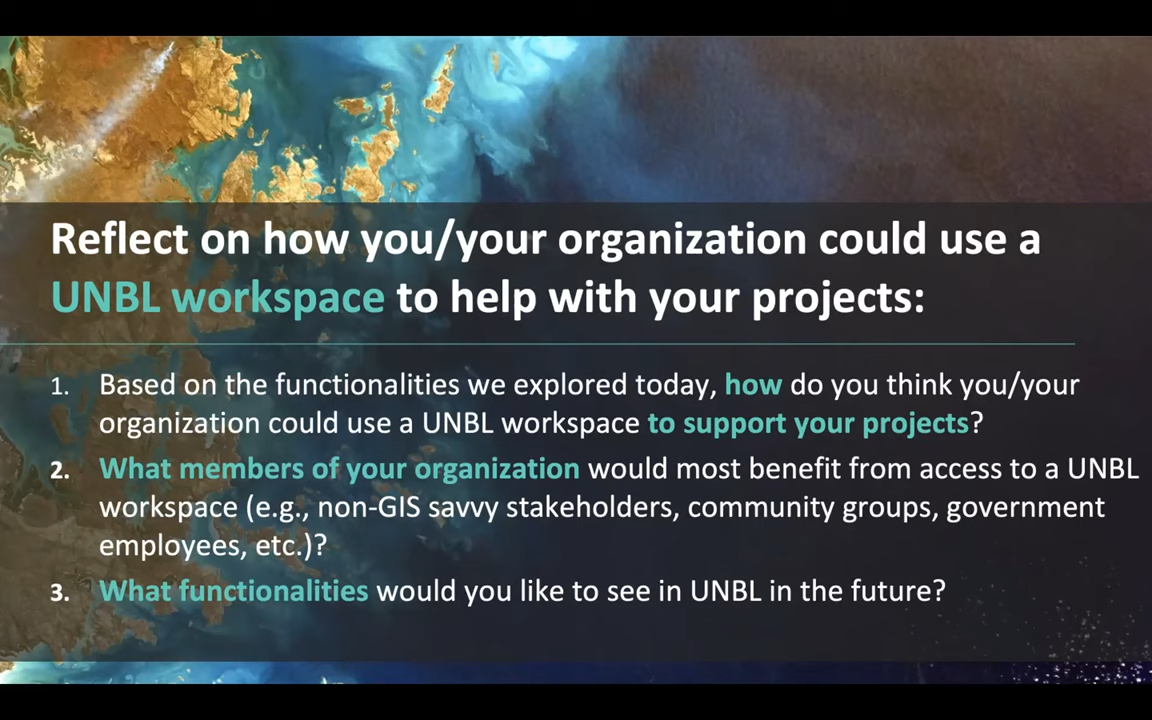 Reflect on how you/your organization could use a
UNBL workspace to help with your projects:
1. Based on the functionalities we explored today, how do you think you/your
organization could use a UNBL workspace to support your projects?
2. What members of your organization would most benefit from access to a UNBL
workspace (e.g., non-GIS savvy stakeholders, community groups, government
employees, etc.)?
3. What functionalities would you like to see in UNBL in the future?